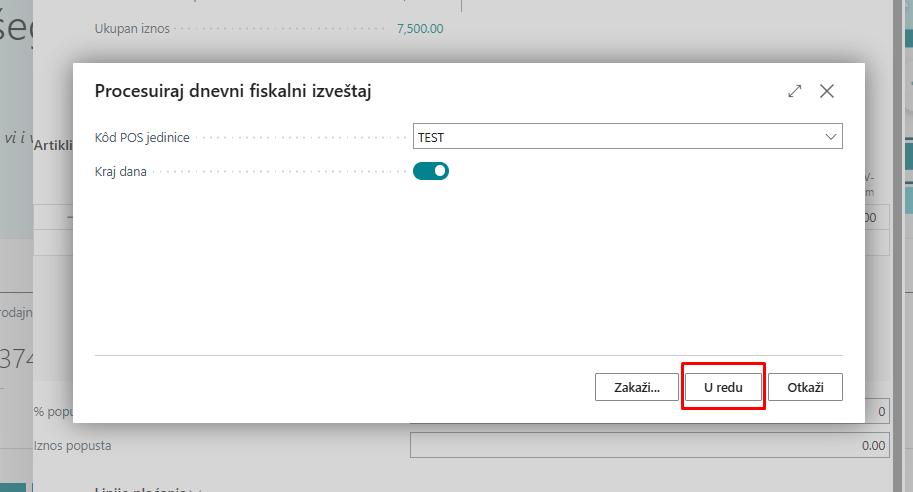 Ukupan iznos 7,500.00
Procesuiraj dnevni fiskalni izveštaj
vi i v
Kôd POS jedinice TEST
Artikli
Kraj dana
V-
m
00
rodajn
374
Zakaži... U redu Otkaži
% popu 0
Iznos popusta 0.00